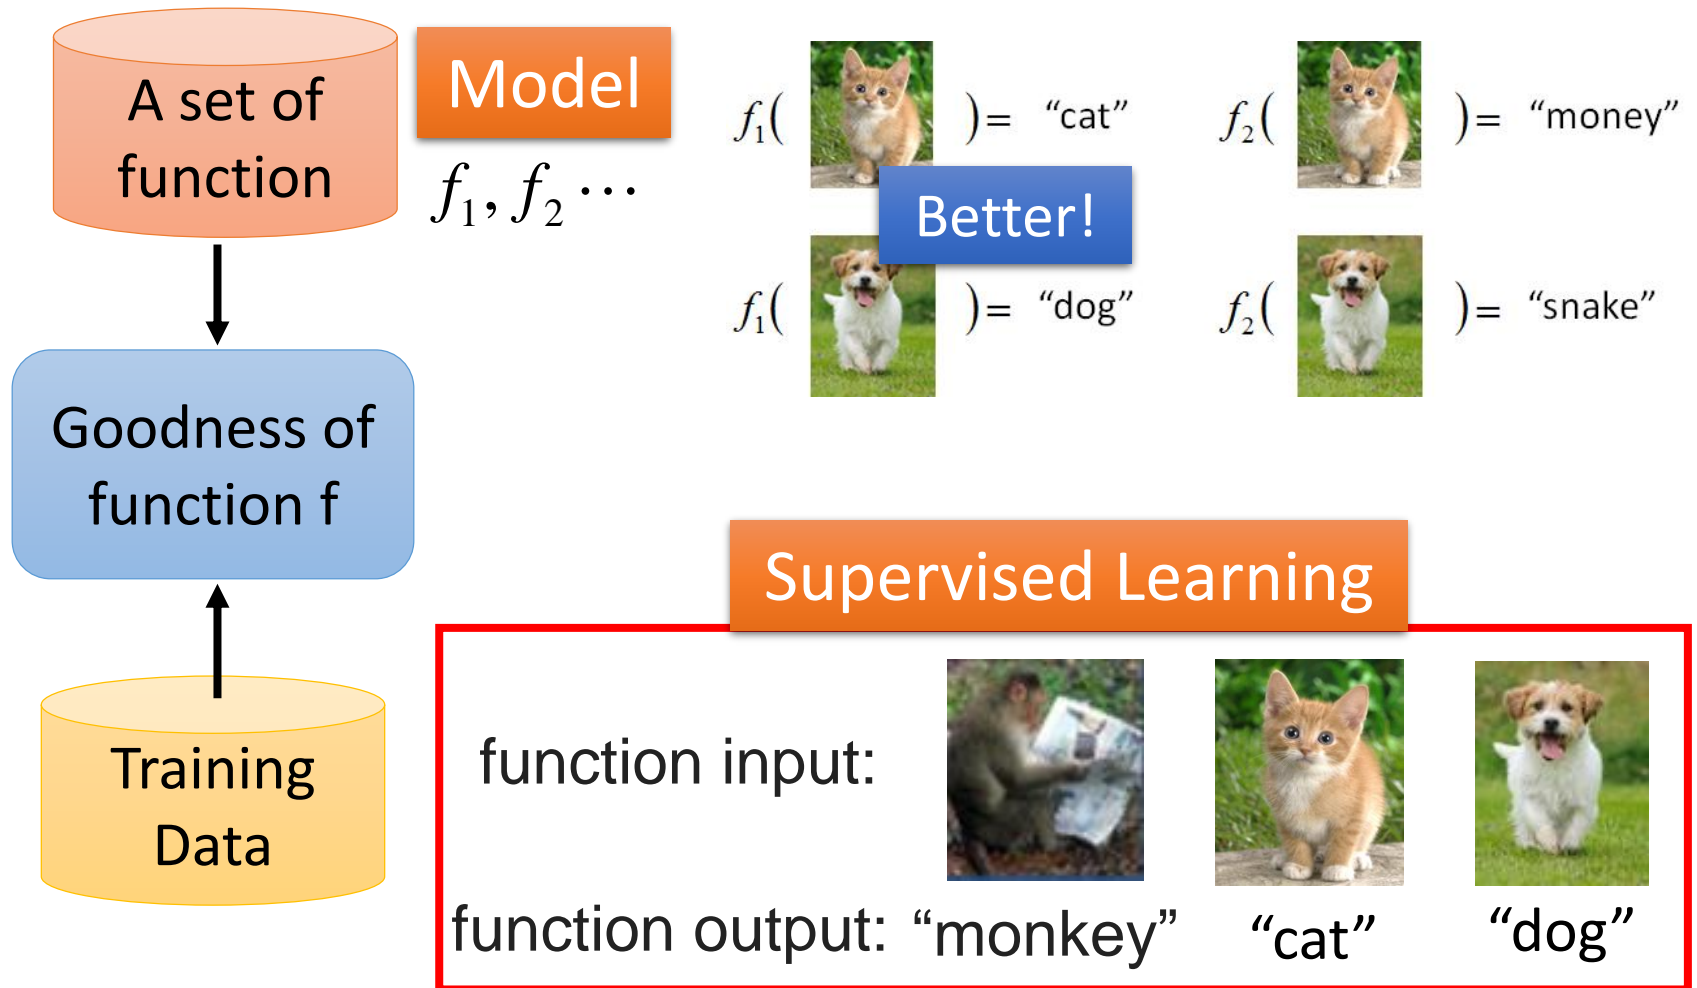 A set of
function
Model
f1, f2 ⋯
f1( ) = “cat”
f2( ) = “money”
Better!
f1( ) = “dog”
f2( ) = “snake”
Goodness of
function f
Supervised Learning
Training
Data
function input:
function output: “monkey” “cat” “dog”